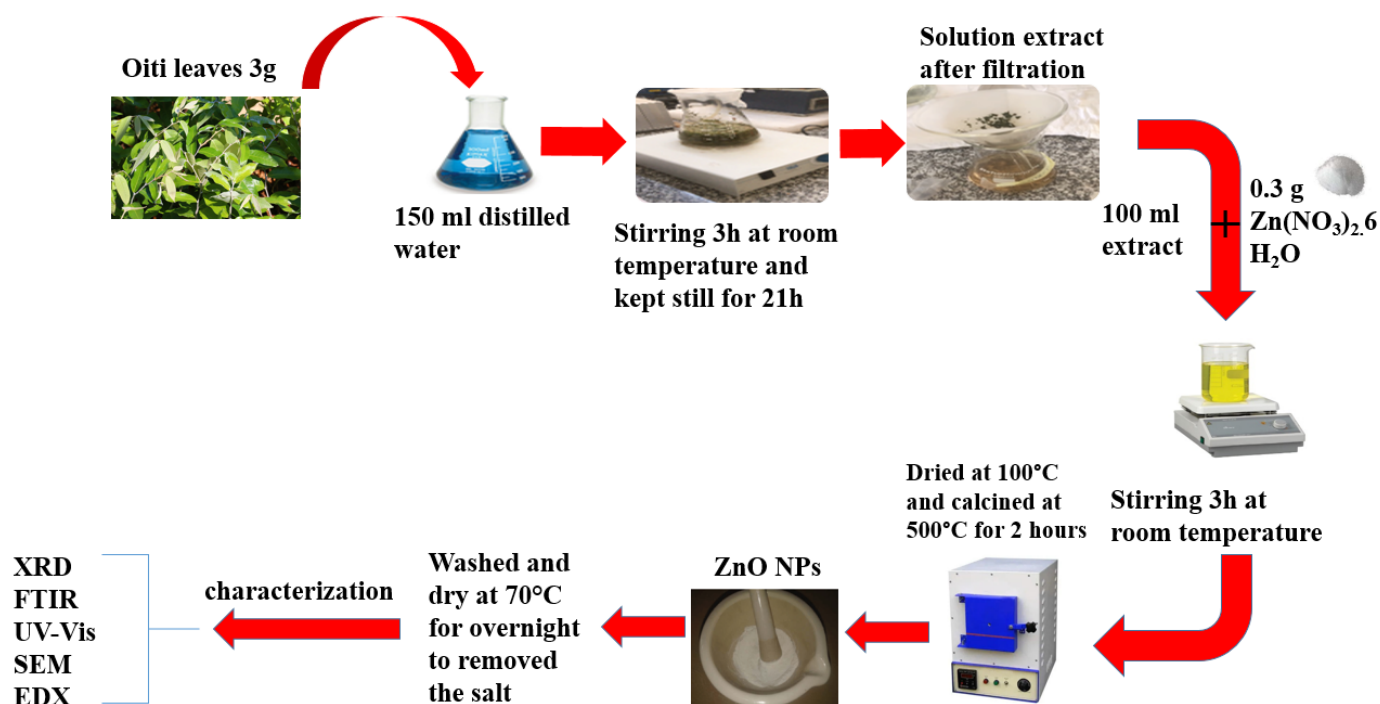 Oiti leaves 3g
150 ml distilled
water
Stirring 3h at room
temperature and
kept still for 21h
Solution extract
after filtration
100 ml
extract
+
0.3 g
Zn(NO₃)₂.6
H₂O
Stirring 3h at
room temperature
Dried at 100°C
and calcined at
500°C for 2 hours
ZnO NPs
Washed and
dry at 70°C
for overnight
to removed
the salt
characterization
XRD
FTIR
UV-Vis
SEM
EDX